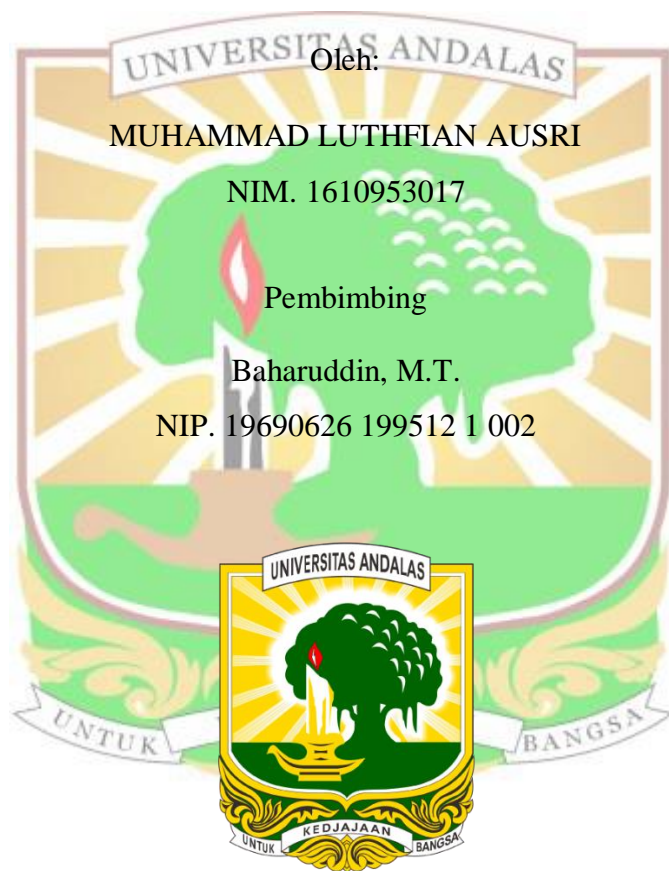 UNIVERSITAS ANDALAS
Oleh:
MUHAMMAD LUTHFIAN AUSRI
NIM. 1610953017
Pembimbing
Baharuddin, M.T.
NIP. 19690626 199512 1 002
UNIVERSITAS ANDALAS
UNTUK BANGSA
UNTUK KEDJAJAAN BANGSA